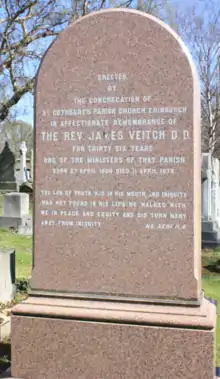 ERECTED
BY
THE CONGREGATION OF
ST CUTHBERT'S PARISH CHURCH EDINBURGH
IN AFFECTIONATE REMEMBRANCE OF
THE REV. JAMES VEITCH D.D.
FOR THIRTY SIX YEARS
ONE OF THE MINISTERS OF THAT PARISH
BORN 27 APRIL 1808 DIED 11 APRIL 1879.
THE LAW OF TRUTH WAS IN HIS MOUTH, AND INIQUITY
WAS NOT FOUND IN HIS LIPS: HE WALKED WITH
ME IN PEACE AND EQUITY AND DID TURN MANY
AWAY FROM INIQUITY.